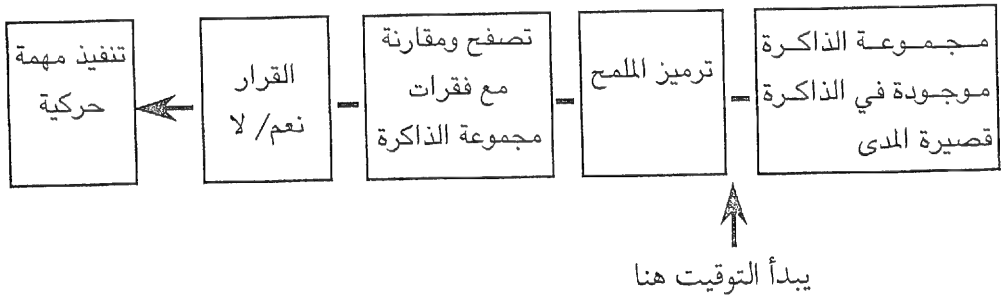 مجموعة الذاكرة
موجودة في الذاكرة
قصيرة المدى
ترميز الملمح
تصفح ومقارنة
مع فقرات
مجموعة الذاكرة
القرار
نعم/ لا
تنفيذ مهمة
حركية
يبدأ التوقيت هنا